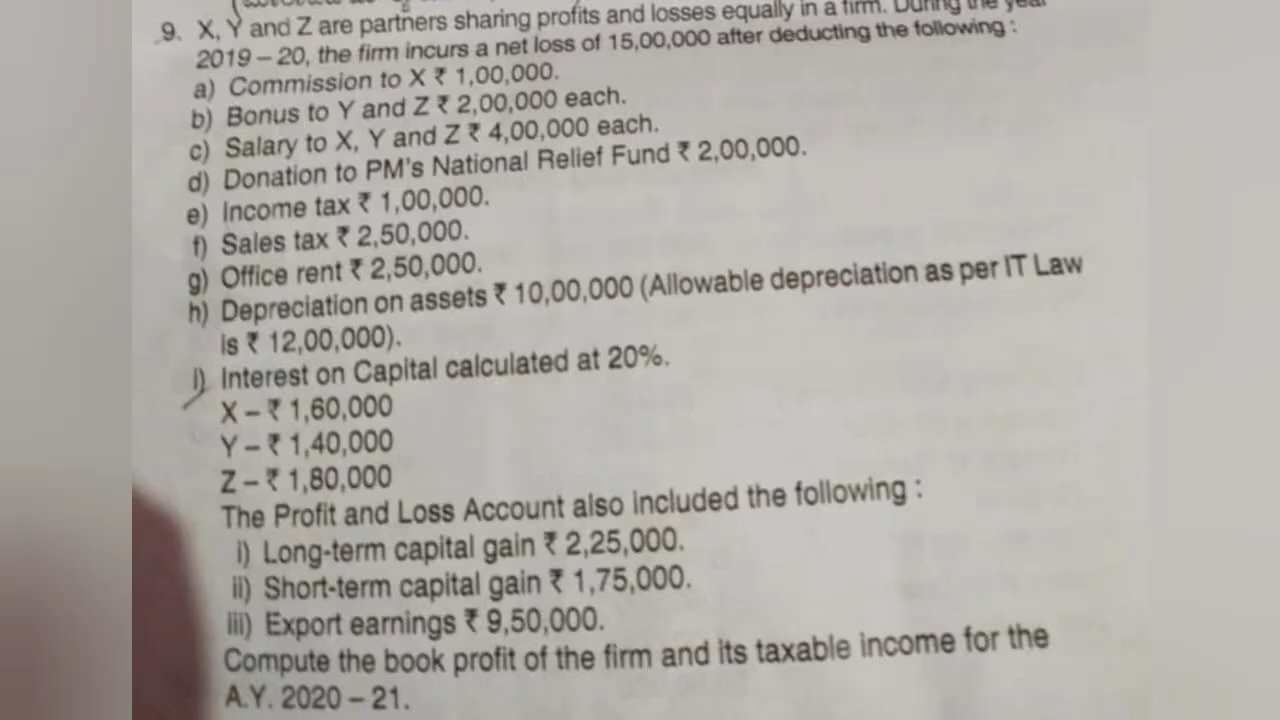 9. X, Y and Z are partners sharing profits and losses equally in a firm. During the year
2019 – 20, the firm incurs a net loss of 15,00,000 after deducting the following :
a) Commission to X ₹ 1,00,000.
b) Bonus to Y and Z ₹ 2,00,000 each.
c) Salary to X, Y and Z ₹ 4,00,000 each.
d) Donation to PM's National Relief Fund ₹ 2,00,000.
e) Income tax ₹ 1,00,000.
f) Sales tax ₹ 2,50,000.
g) Office rent ₹ 2,50,000.
h) Depreciation on assets ₹ 10,00,000 (Allowable depreciation as per IT Law
is ₹ 12,00,000).
I) Interest on Capital calculated at 20%.
X – ₹ 1,60,000
Y – ₹ 1,40,000
Z – ₹ 1,80,000
The Profit and Loss Account also included the following :
i) Long-term capital gain ₹ 2,25,000.
ii) Short-term capital gain ₹ 1,75,000.
iii) Export earnings ₹ 9,50,000.
Compute the book profit of the firm and its taxable income for the
A.Y. 2020 – 21.